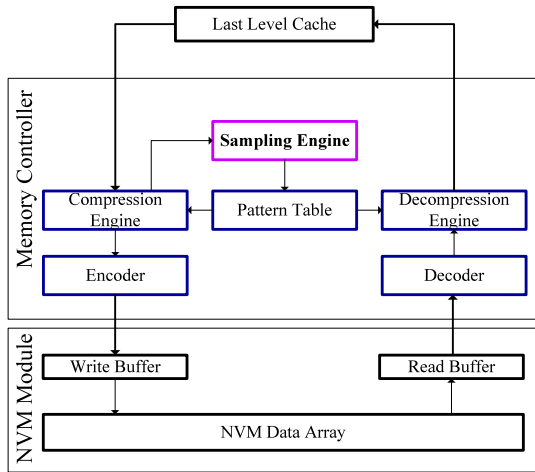 Last Level Cache
Memory Controller
Sampling Engine
Compression
Engine
Pattern Table
Decompression
Engine
Encoder
Decoder
NVM Module
Write Buffer
Read Buffer
NVM Data Array